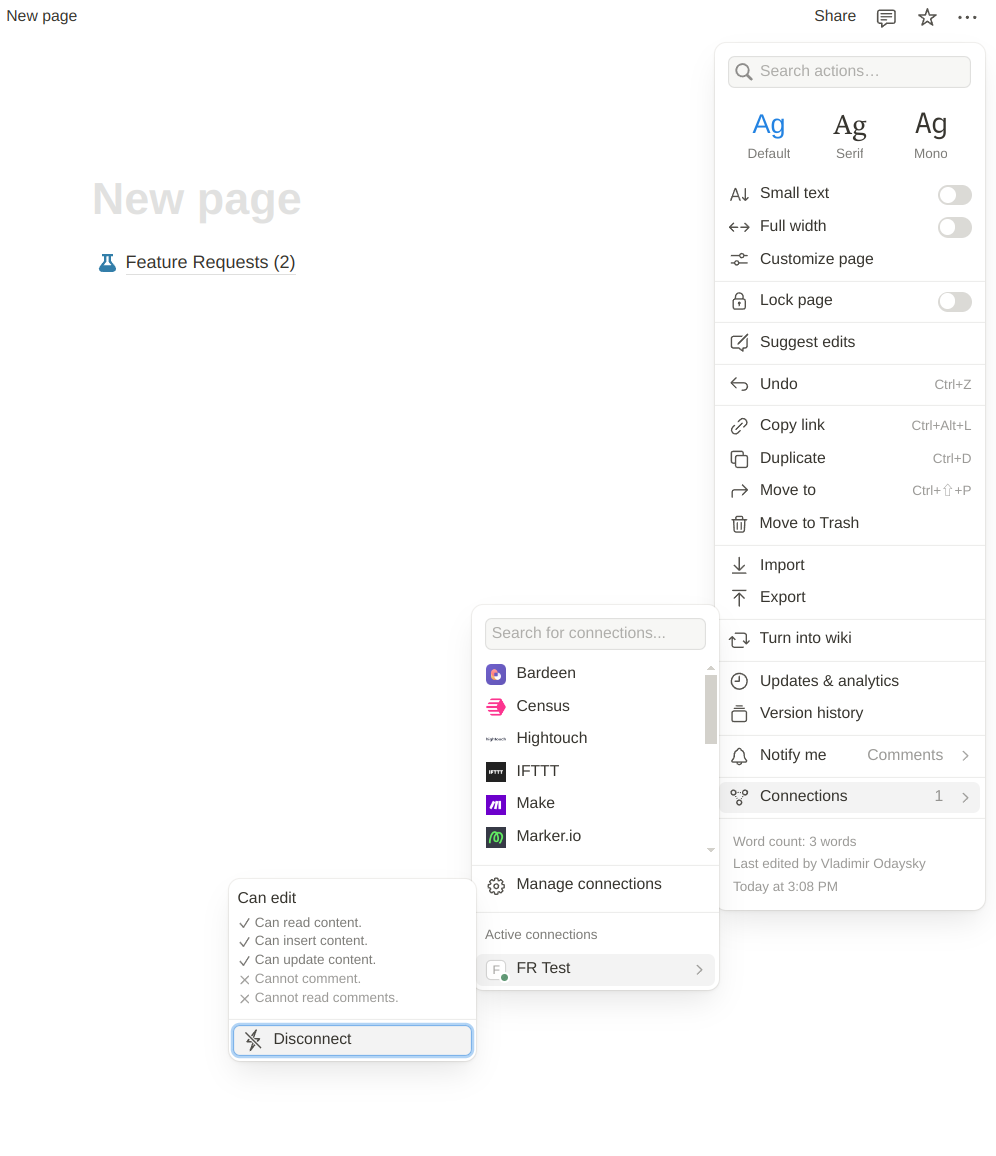 New page
Share
Search actions…
Ag Ag Ag
Default Serif Mono
Small text
Full width
Customize page
Lock page
Suggest edits
Undo Ctrl+Z
Copy link Ctrl+Alt+L
Duplicate Ctrl+D
Move to Ctrl+⇧+P
Move to Trash
Import
Export
Turn into wiki
Updates & analytics
Version history
Notify me Comments
Connections 1
Word count: 3 words
Last edited by Vladimir Odaysky
Today at 3:08 PM
New page
Feature Requests (2)
Search for connections...
Bardeen
Census
hightouch Hightouch
IFTTT IFTTT
Make
Marker.io
Manage connections
Active connections
F FR Test
Can edit
Can read content.
Can insert content.
Can update content.
Cannot comment.
Cannot read comments.
Disconnect